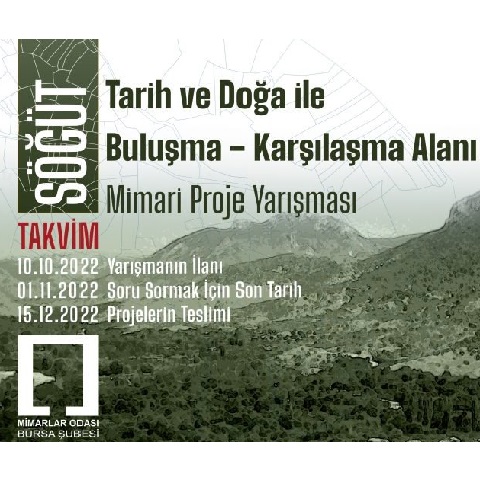 SÖĞÜT
Tarih ve Doğa ile
Buluşma – Karşılaşma Alanı
Mimari Proje Yarışması
TAKVİM
10.10.2022 Yarışmanın İlanı
01.11.2022 Soru Sormak İçin Son Tarih
15.12.2022 Projelerin Teslimi
MİMARLAR ODASI
BURSA ŞUBESİ